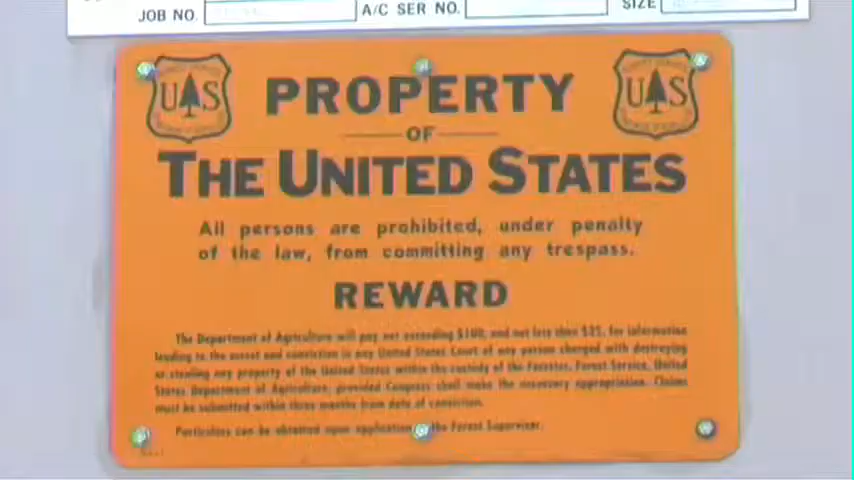 JOB NO. A/C SER NO. SIZE
UAS PROPERTY UAS
OF
THE UNITED STATES
All persons are prohibited, under penalty
of the law, from committing any trespass.
REWARD
The Department of Agriculture will pay not exceeding $100, and not less than $25, for information
leading to the arrest and conviction in any United States Court of any person charged with destroying
or stealing any property of the United States within the custody of the Forester, Forest Service, United
States Department of Agriculture, provided Congress shall make the necessary appropriation. Claims
must be submitted within three months from date of conviction.
Particulars can be obtained upon application the Forest Supervisor.